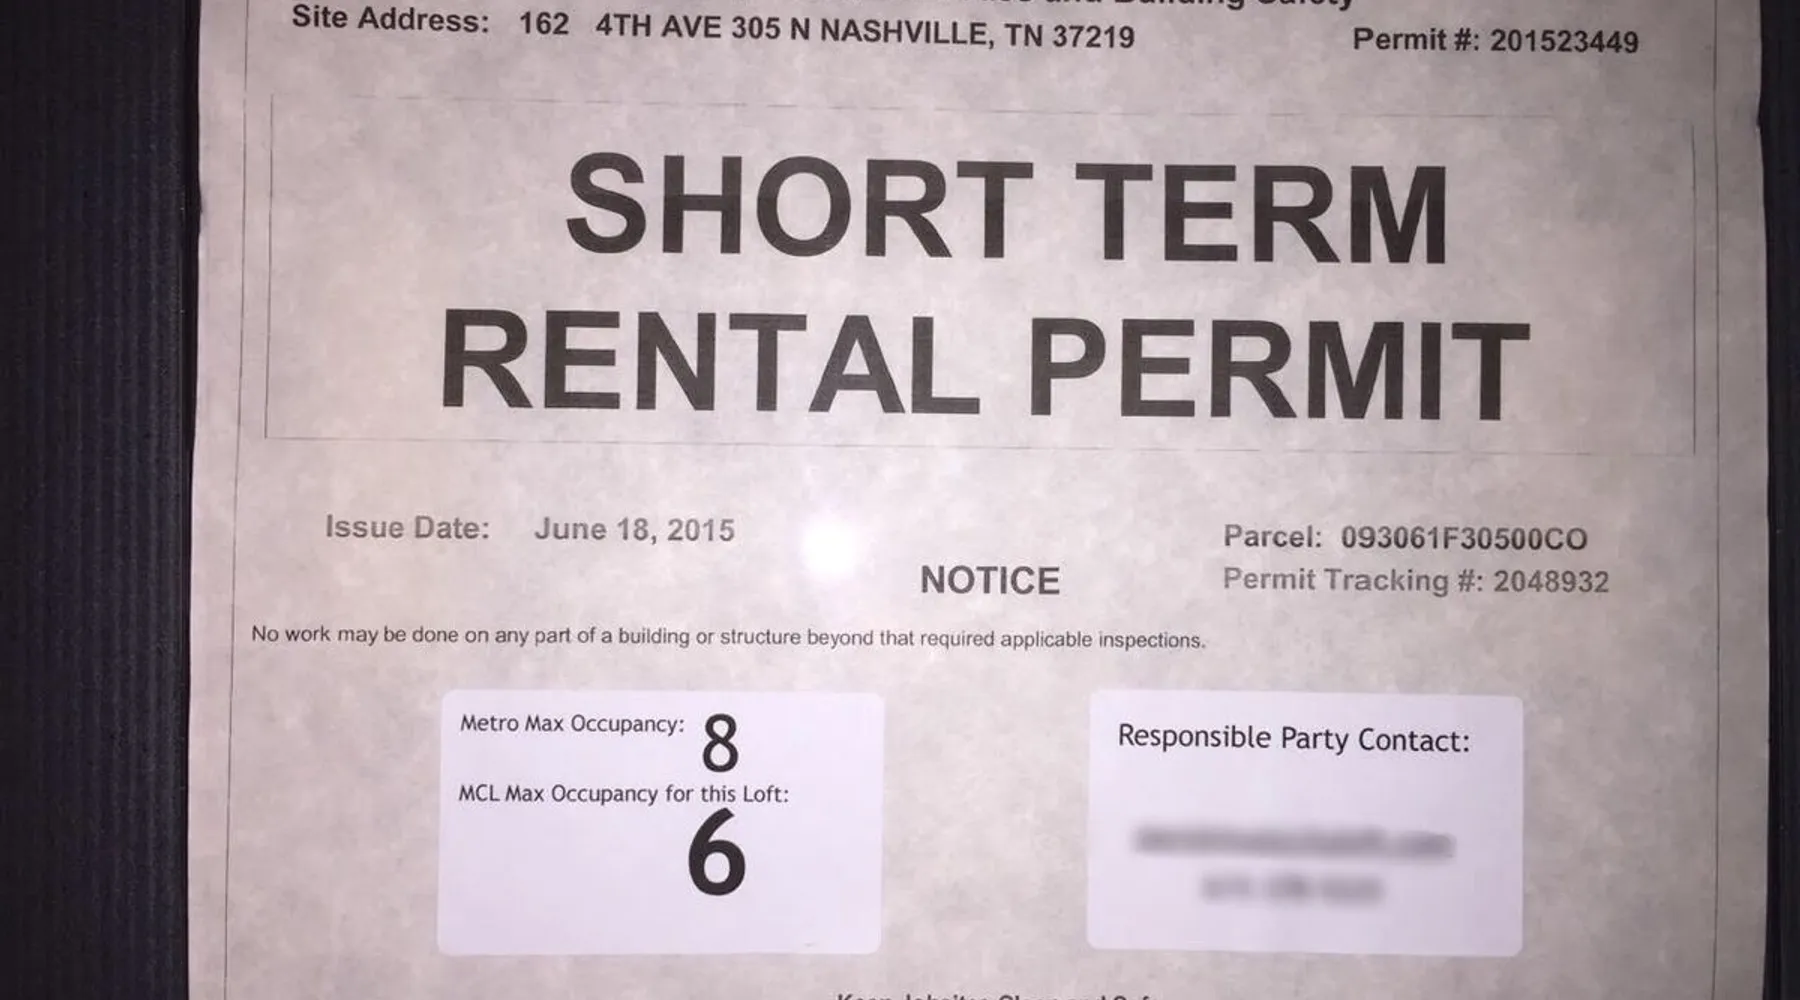 and Building Safety
Site Address: 162 4TH AVE 305 N NASHVILLE, TN 37219
Permit #: 201523449
SHORT TERM
RENTAL PERMIT
Issue Date: June 18, 2015
Parcel: 093061F30500CO
NOTICE
Permit Tracking #: 2048932
No work may be done on any part of a building or structure beyond that required applicable inspections.
Metro Max Occupancy: 8
MCL Max Occupancy for this Loft:
6
Responsible Party Contact: